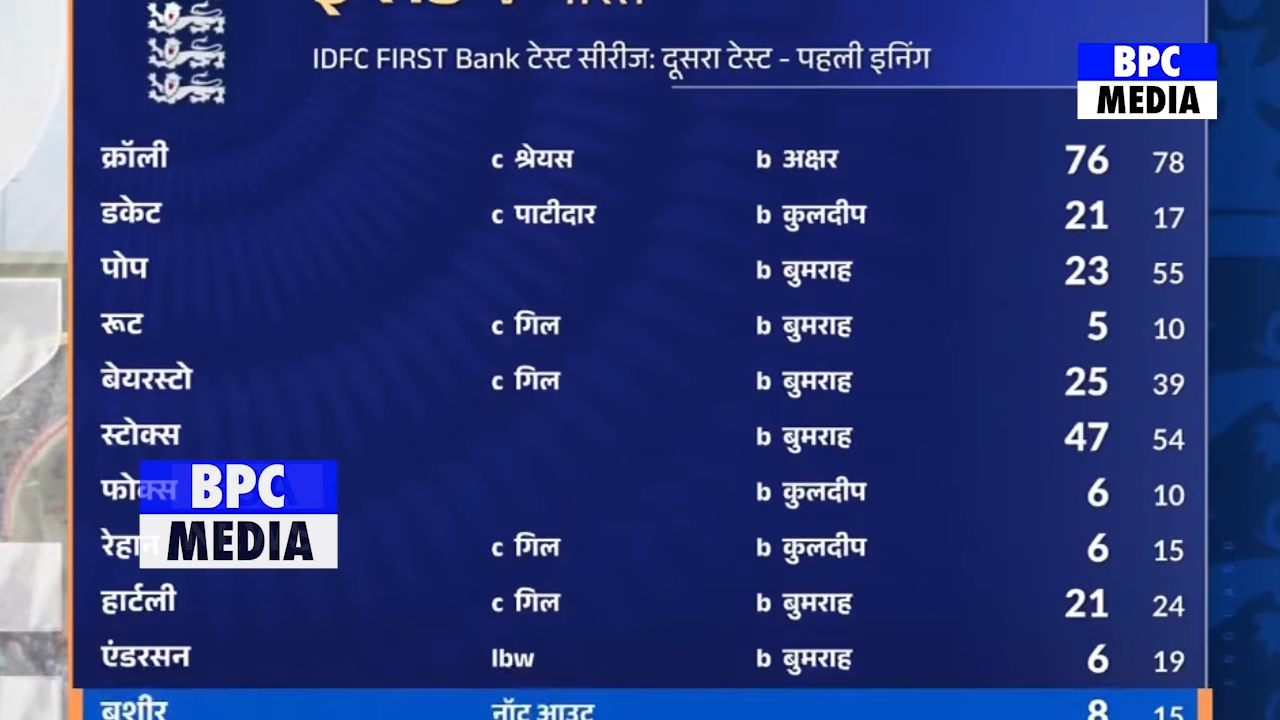 IDFC FIRST Bank टेस्ट सीरीज: दूसरा टेस्ट - पहली इनिंग
BPC
MEDIA
क्रॉली c श्रेयस b अक्षर 76 78
डकेट c पाटीदार b कुलदीप 21 17
पोप b बुमराह 23 55
रूट c गिल b बुमराह 5 10
बेयरस्टो c गिल b बुमराह 25 39
स्टोक्स b बुमराह 47 54
फोक्स b कुलदीप 6 10
BPC
रेहान c गिल b कुलदीप 6 15
MEDIA
हार्टली c गिल b बुमराह 21 24
एंडरसन lbw b बुमराह 6 19
बशीर नॉट आउट 8 15